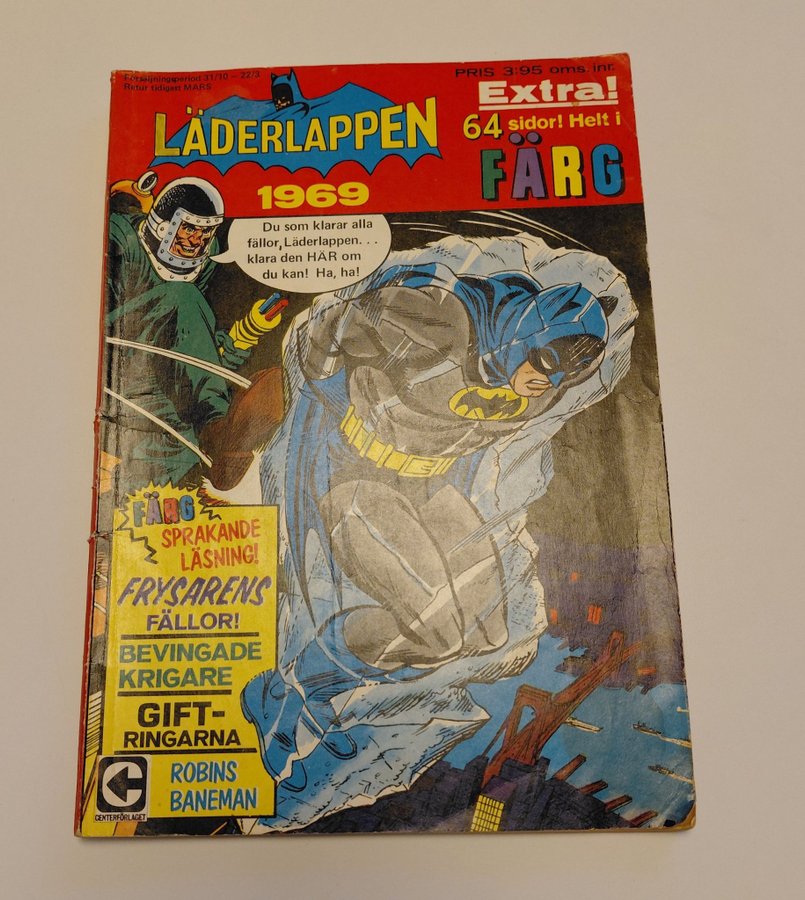 Försäljningsperiod 31/10 – 22/3
Retur tidigast MARS
PRIS 3:95 oms. inr.
Extra!
64 sidor! Helt i
FÄRG
LÄDERLAPPEN
1969
Du som klarar alla
fällor, Läderlappen...
klara den HÄR om
du kan! Ha, ha!
FÄRG
SPRAKANDE
LÄSNING!
FRYSARENS
FÄLLOR!
BEVINGADE
KRIGARE
GIFT-
RINGARNA
ROBINS
BANEMAN
C
CENTERFÖRLAGET